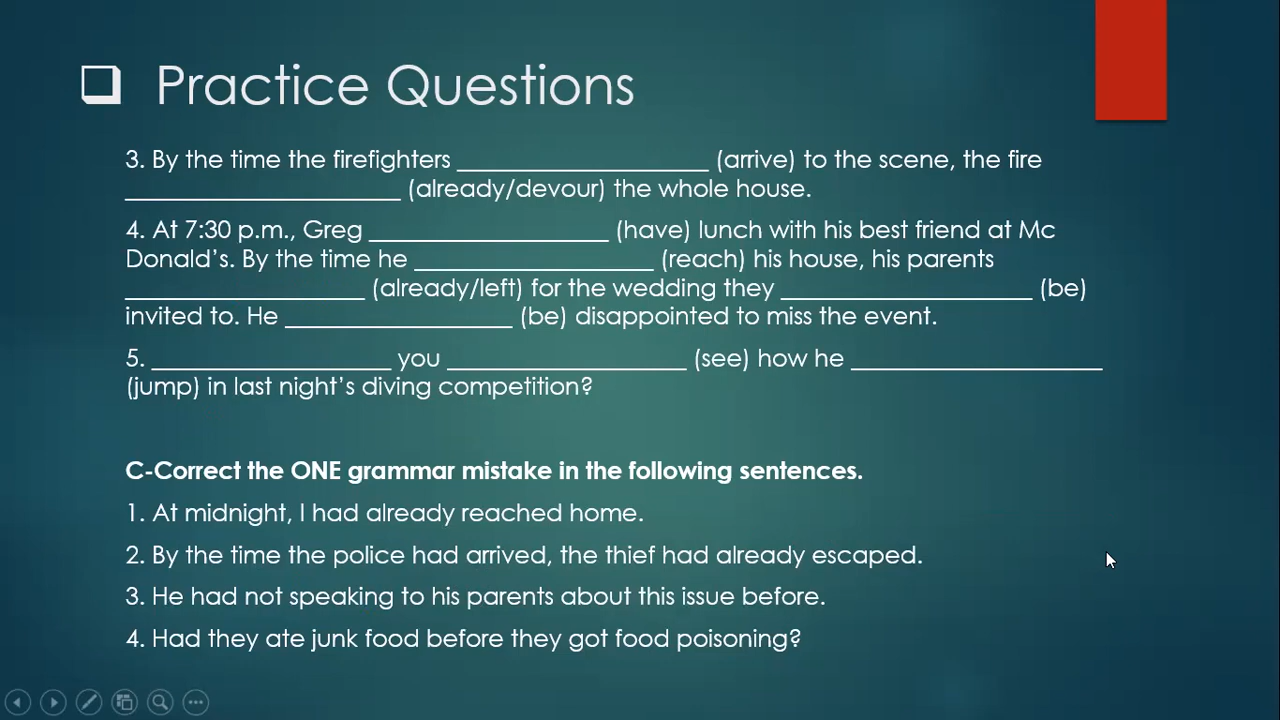 Practice Questions
3. By the time the firefighters ___________________ (arrive) to the scene, the fire
_____________________ (already/devour) the whole house.
4. At 7:30 p.m., Greg __________________ (have) lunch with his best friend at Mc
Donald's. By the time he __________________ (reach) his house, his parents
__________________ (already/left) for the wedding they ___________________ (be)
invited to. He _________________ (be) disappointed to miss the event.
5. __________________ you __________________ (see) how he ___________________
(jump) in last night's diving competition?
C-Correct the ONE grammar mistake in the following sentences.
1. At midnight, I had already reached home.
2. By the time the police had arrived, the thief had already escaped.
3. He had not speaking to his parents about this issue before.
4. Had they ate junk food before they got food poisoning?